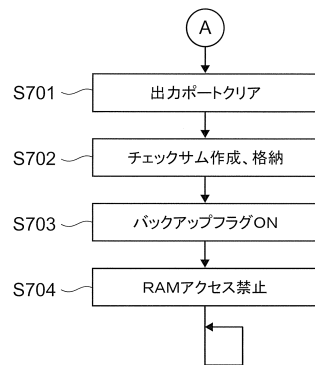 A
S701 出力ポートクリア
S702 チェックサム作成、格納
S703 バックアップフラグON
S704 RAMアクセス禁止